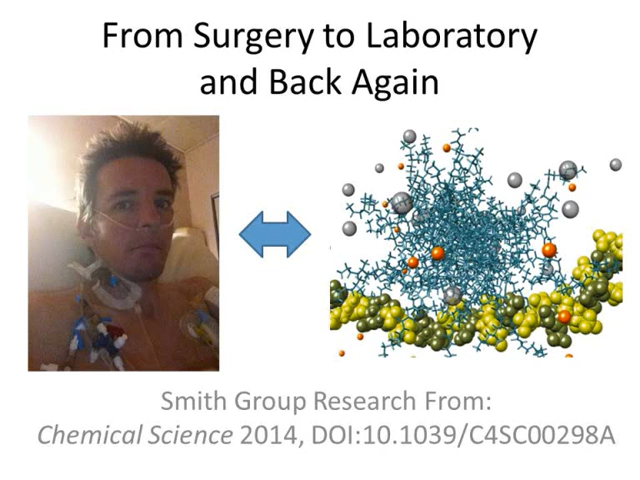 From Surgery to Laboratory
and Back Again
Smith Group Research From:
Chemical Science 2014, DOI:10.1039/C4SC00298A